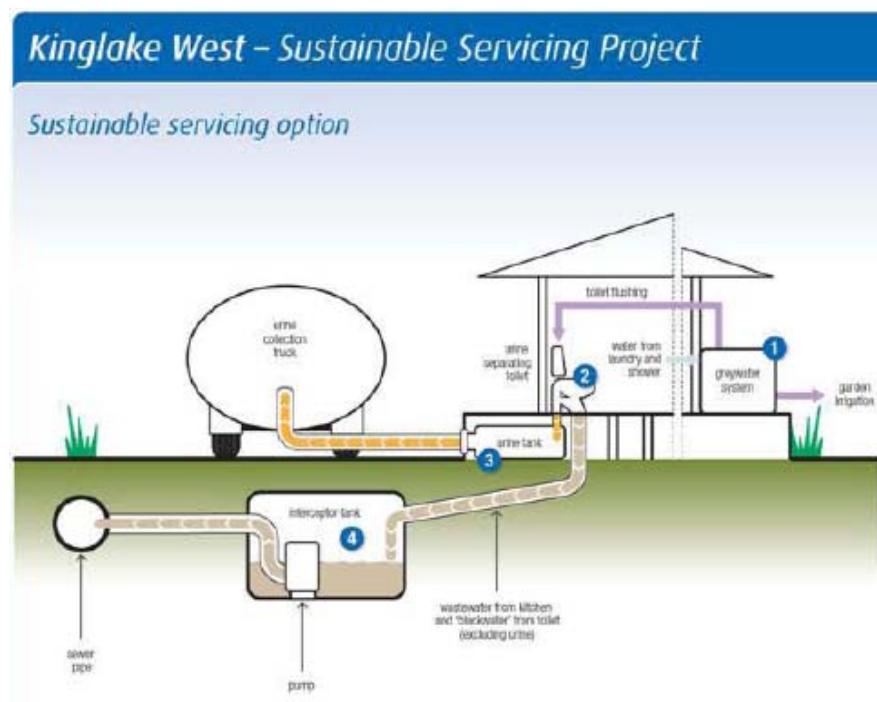 Kinglake West – Sustainable Servicing Project
Sustainable servicing option
toilet flushing
urine
collection
truck
urine
separating
toilet
2
water from
laundry and
shower
1
greywater
system
garden
irrigation
urine tank
3
interceptor tank
4
wastewater from kitchen
and 'blackwater' from toilet
(excluding urine)
sewer
pipe
pump